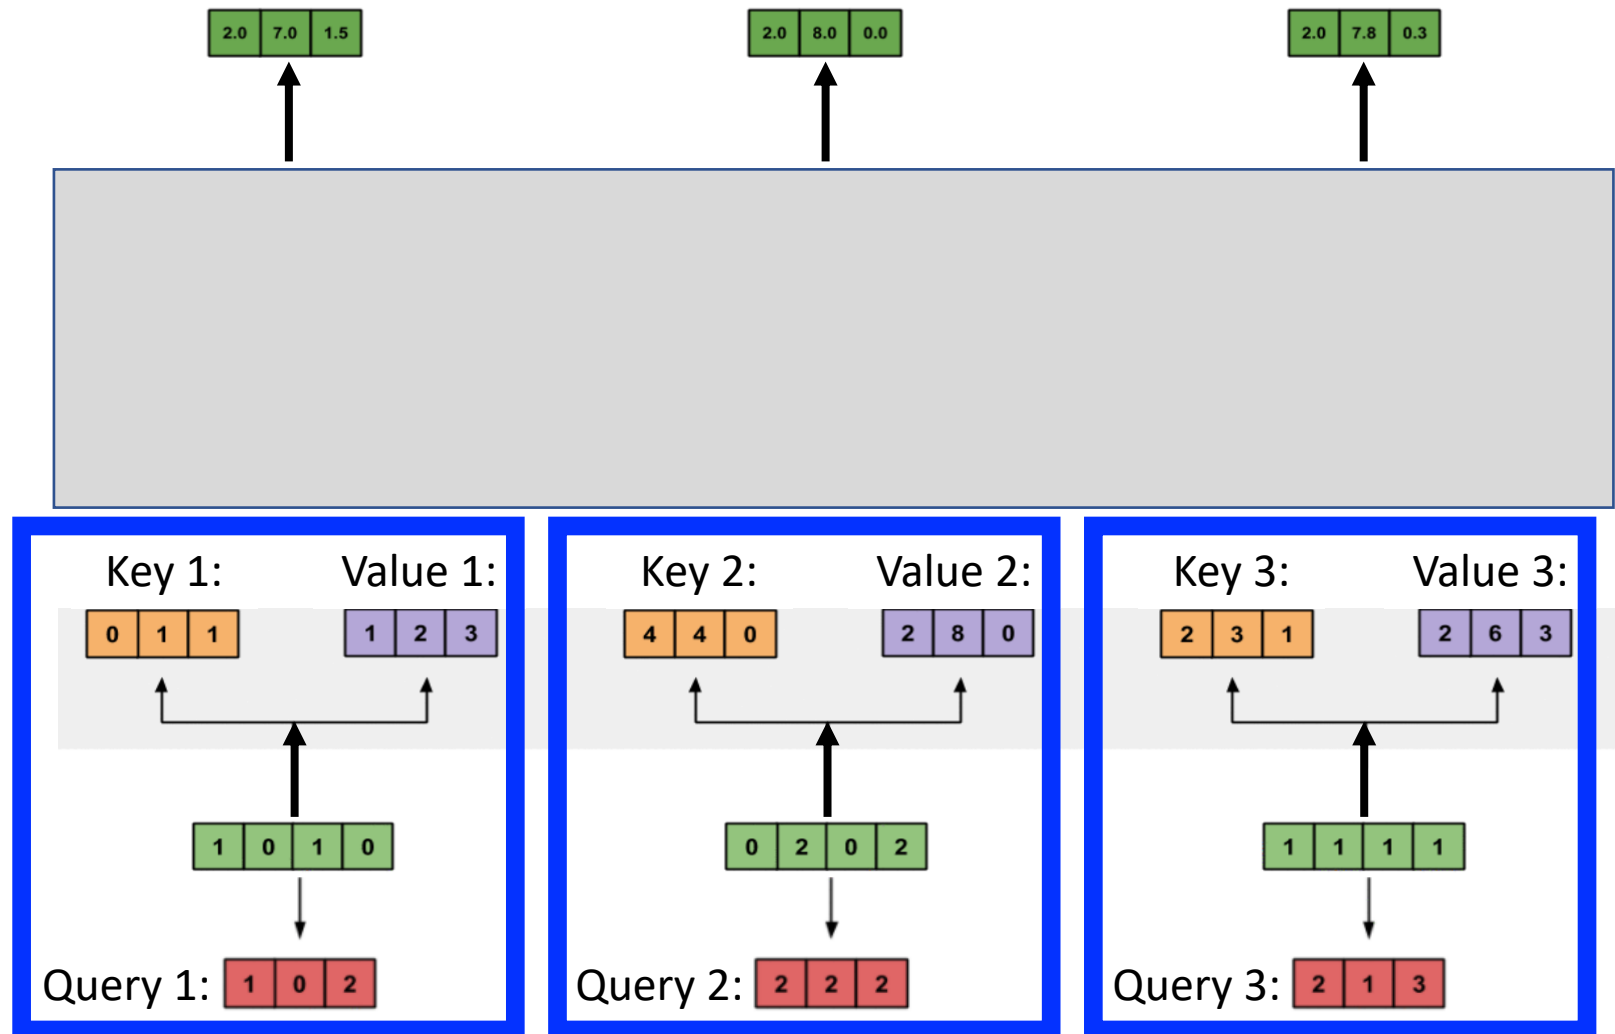 2.0 7.0 1.5 2.0 8.0 0.0 2.0 7.8 0.3
Key 1: Value 1: Key 2: Value 2: Key 3: Value 3:
0 1 1 1 2 3 4 4 0 2 8 0 2 3 1 2 6 3
1 0 1 0 0 2 0 2 1 1 1 1
Query 1: 1 0 2 Query 2: 2 2 2 Query 3: 2 1 3